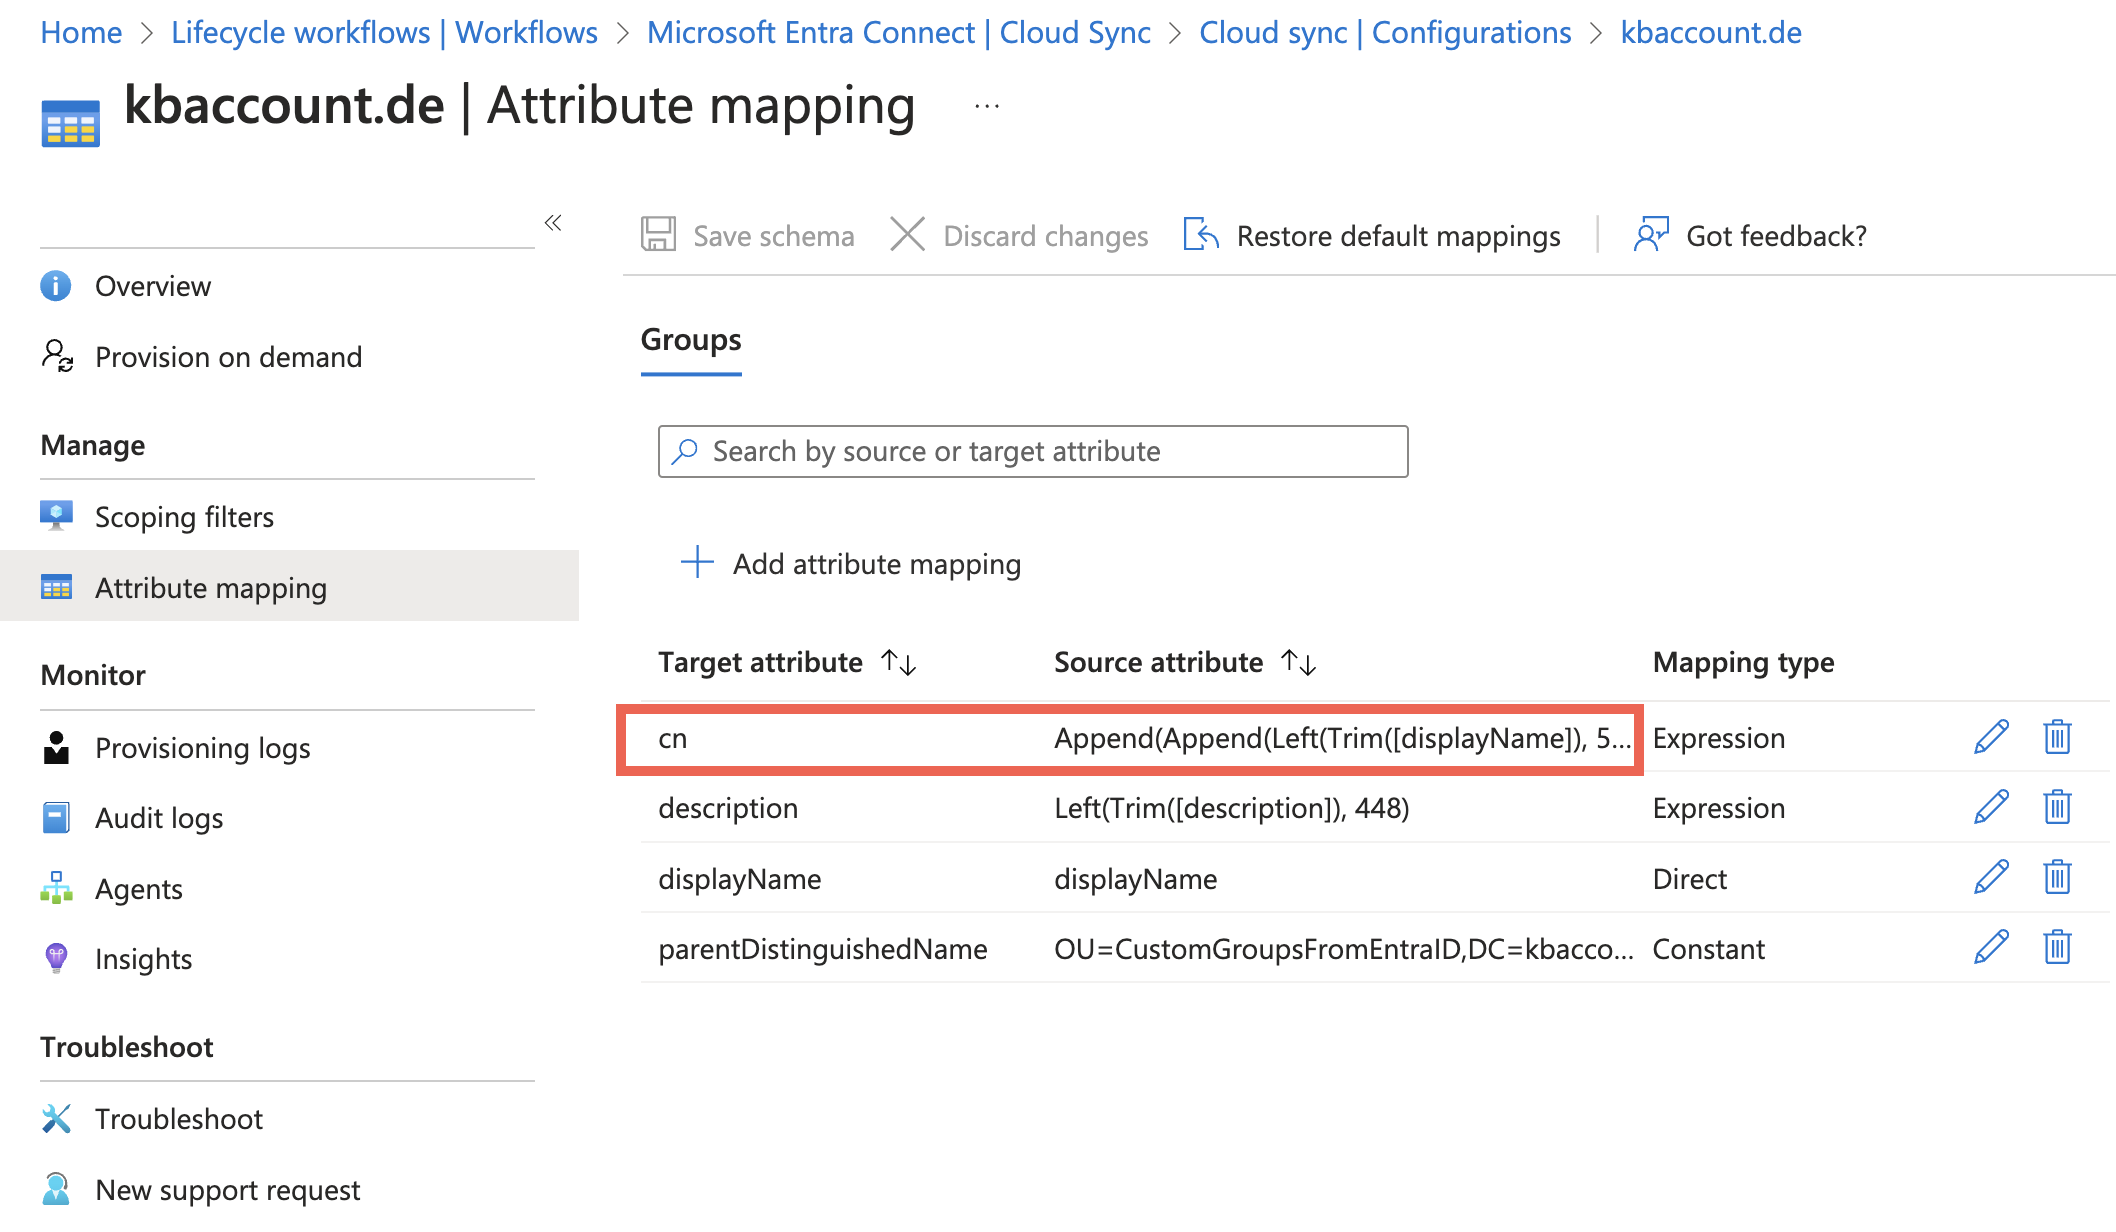 Home > Lifecycle workflows | Workflows > Microsoft Entra Connect | Cloud Sync > Cloud sync | Configurations > kbaccount.de
kbaccount.de | Attribute mapping ...
«
Overview
Provision on demand
Manage
Scoping filters
Attribute mapping
Monitor
Provisioning logs
Audit logs
Agents
Insights
Troubleshoot
Troubleshoot
New support request
Save schema Discard changes Restore default mappings | Got feedback?
Groups
Search by source or target attribute
+ Add attribute mapping
Target attribute ↑↓ Source attribute ↑↓ Mapping type
cn Append(Append(Left(Trim([displayName]), 5... Expression
description Left(Trim([description]), 448) Expression
displayName displayName Direct
parentDistinguishedName OU=CustomGroupsFromEntraID,DC=kbacco... Constant